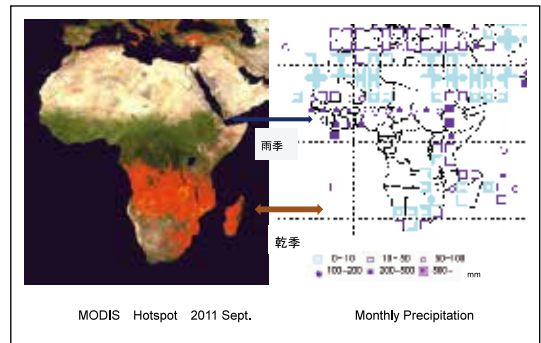 雨季
乾季
0-10 10-50 50-100
100-200 200-500 500- mm
MODIS Hotspot 2011 Sept.
Monthly Precipitation